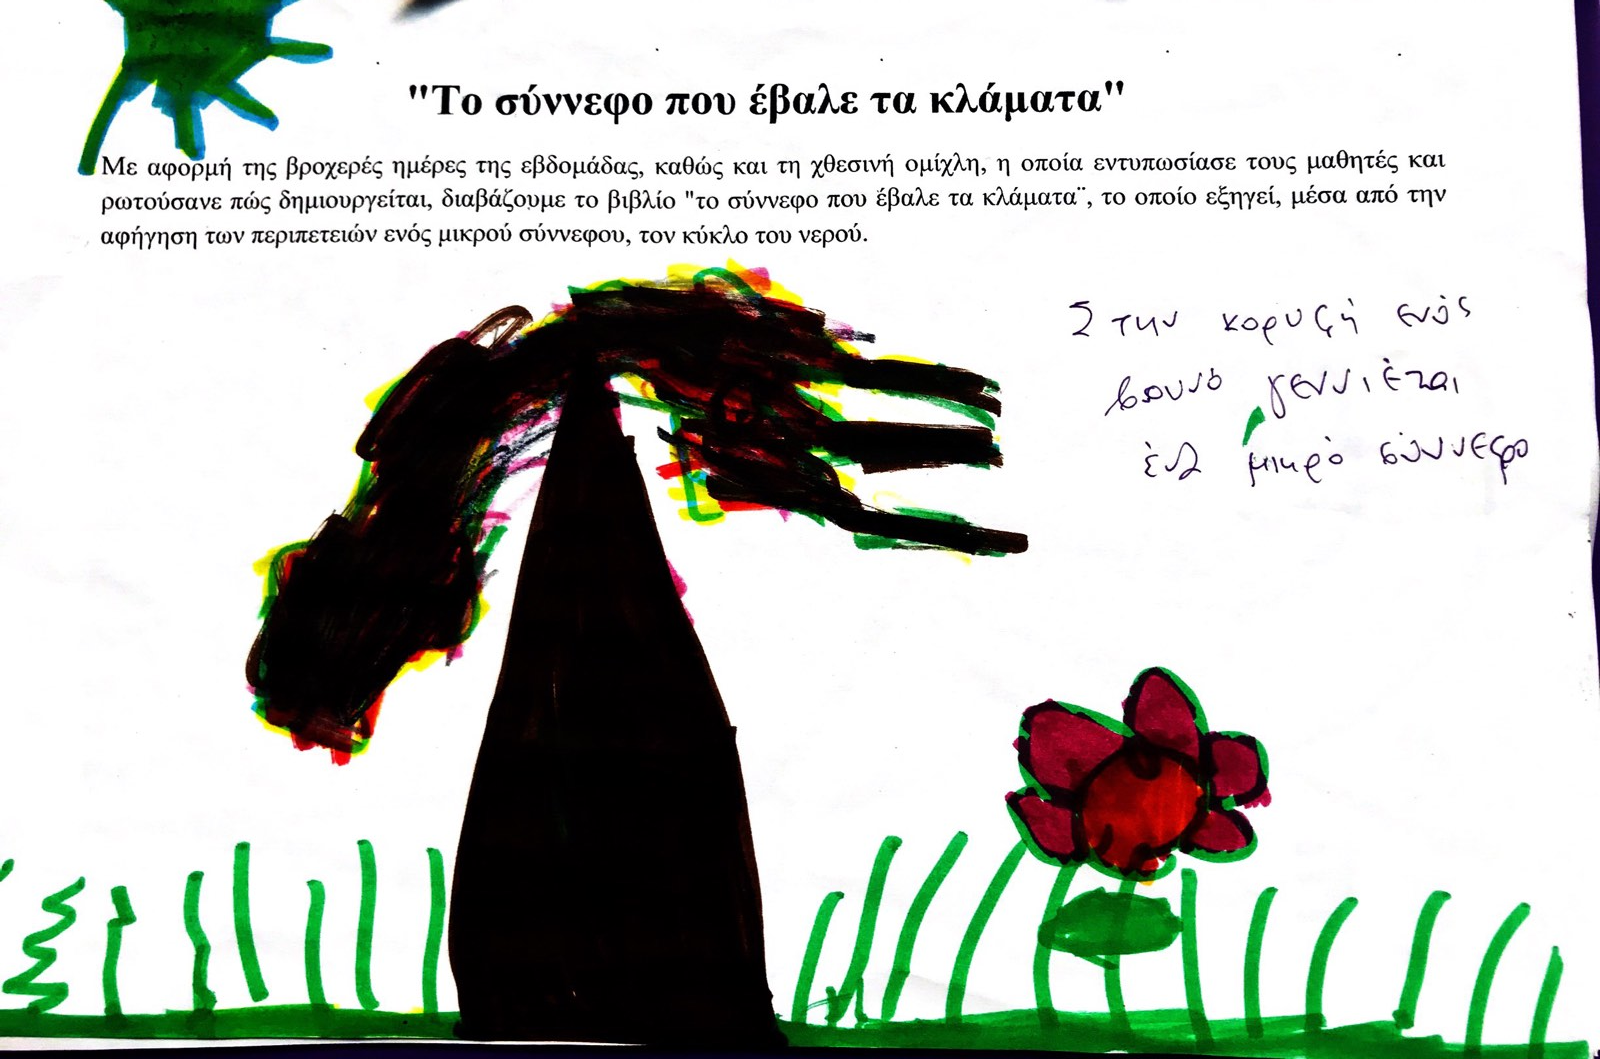 "Το σύννεφο που έβαλε τα κλάματα"
Με αφορμή της βροχερές ημέρες της εβδομάδας, καθώς και τη χθεσινή ομίχλη, η οποία εντυπωσίασε τους μαθητές και
ρωτούσανε πώς δημιουργείται, διαβάζουμε το βιβλίο "το σύννεφο που έβαλε τα κλάματα¨, το οποίο εξηγεί, μέσα από την
αφήγηση των περιπετειών ενός μικρού σύννεφου, τον κύκλο του νερού.
Στην κορυφή ενός
βουνό γεννιέται
ένα μικρό σύννεφο